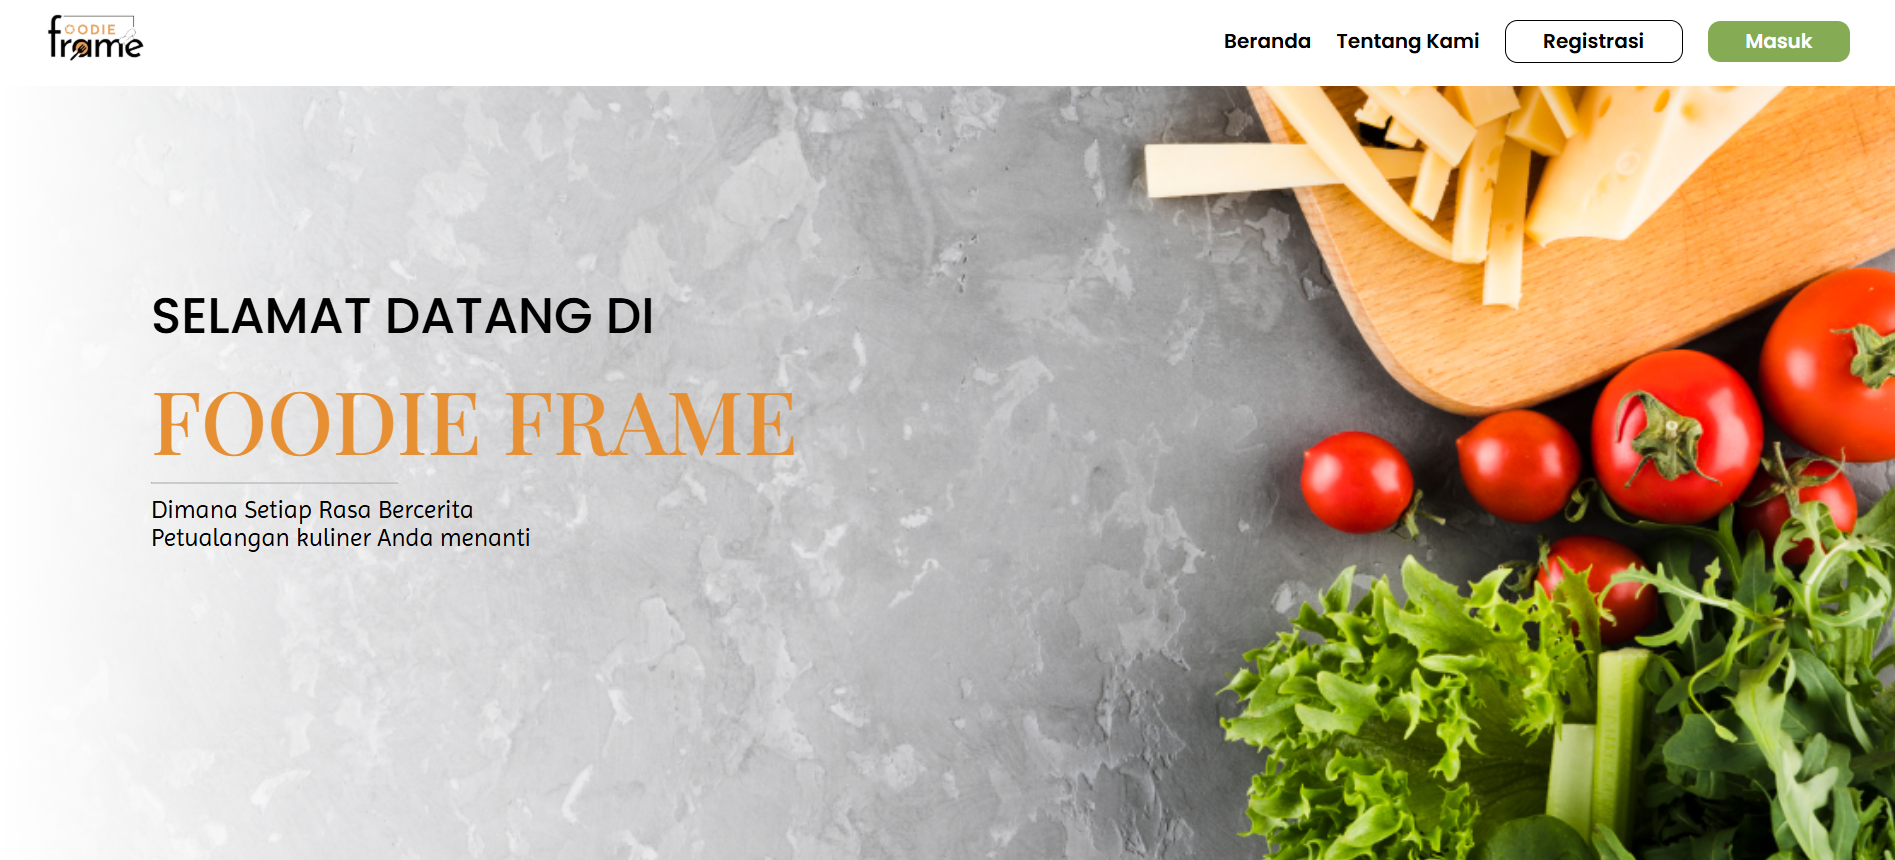 FOODIE
frame
Beranda
Tentang Kami
Registrasi
Masuk
SELAMAT DATANG DI
FOODIE FRAME
Dimana Setiap Rasa Bercerita
Petualangan kuliner Anda menanti